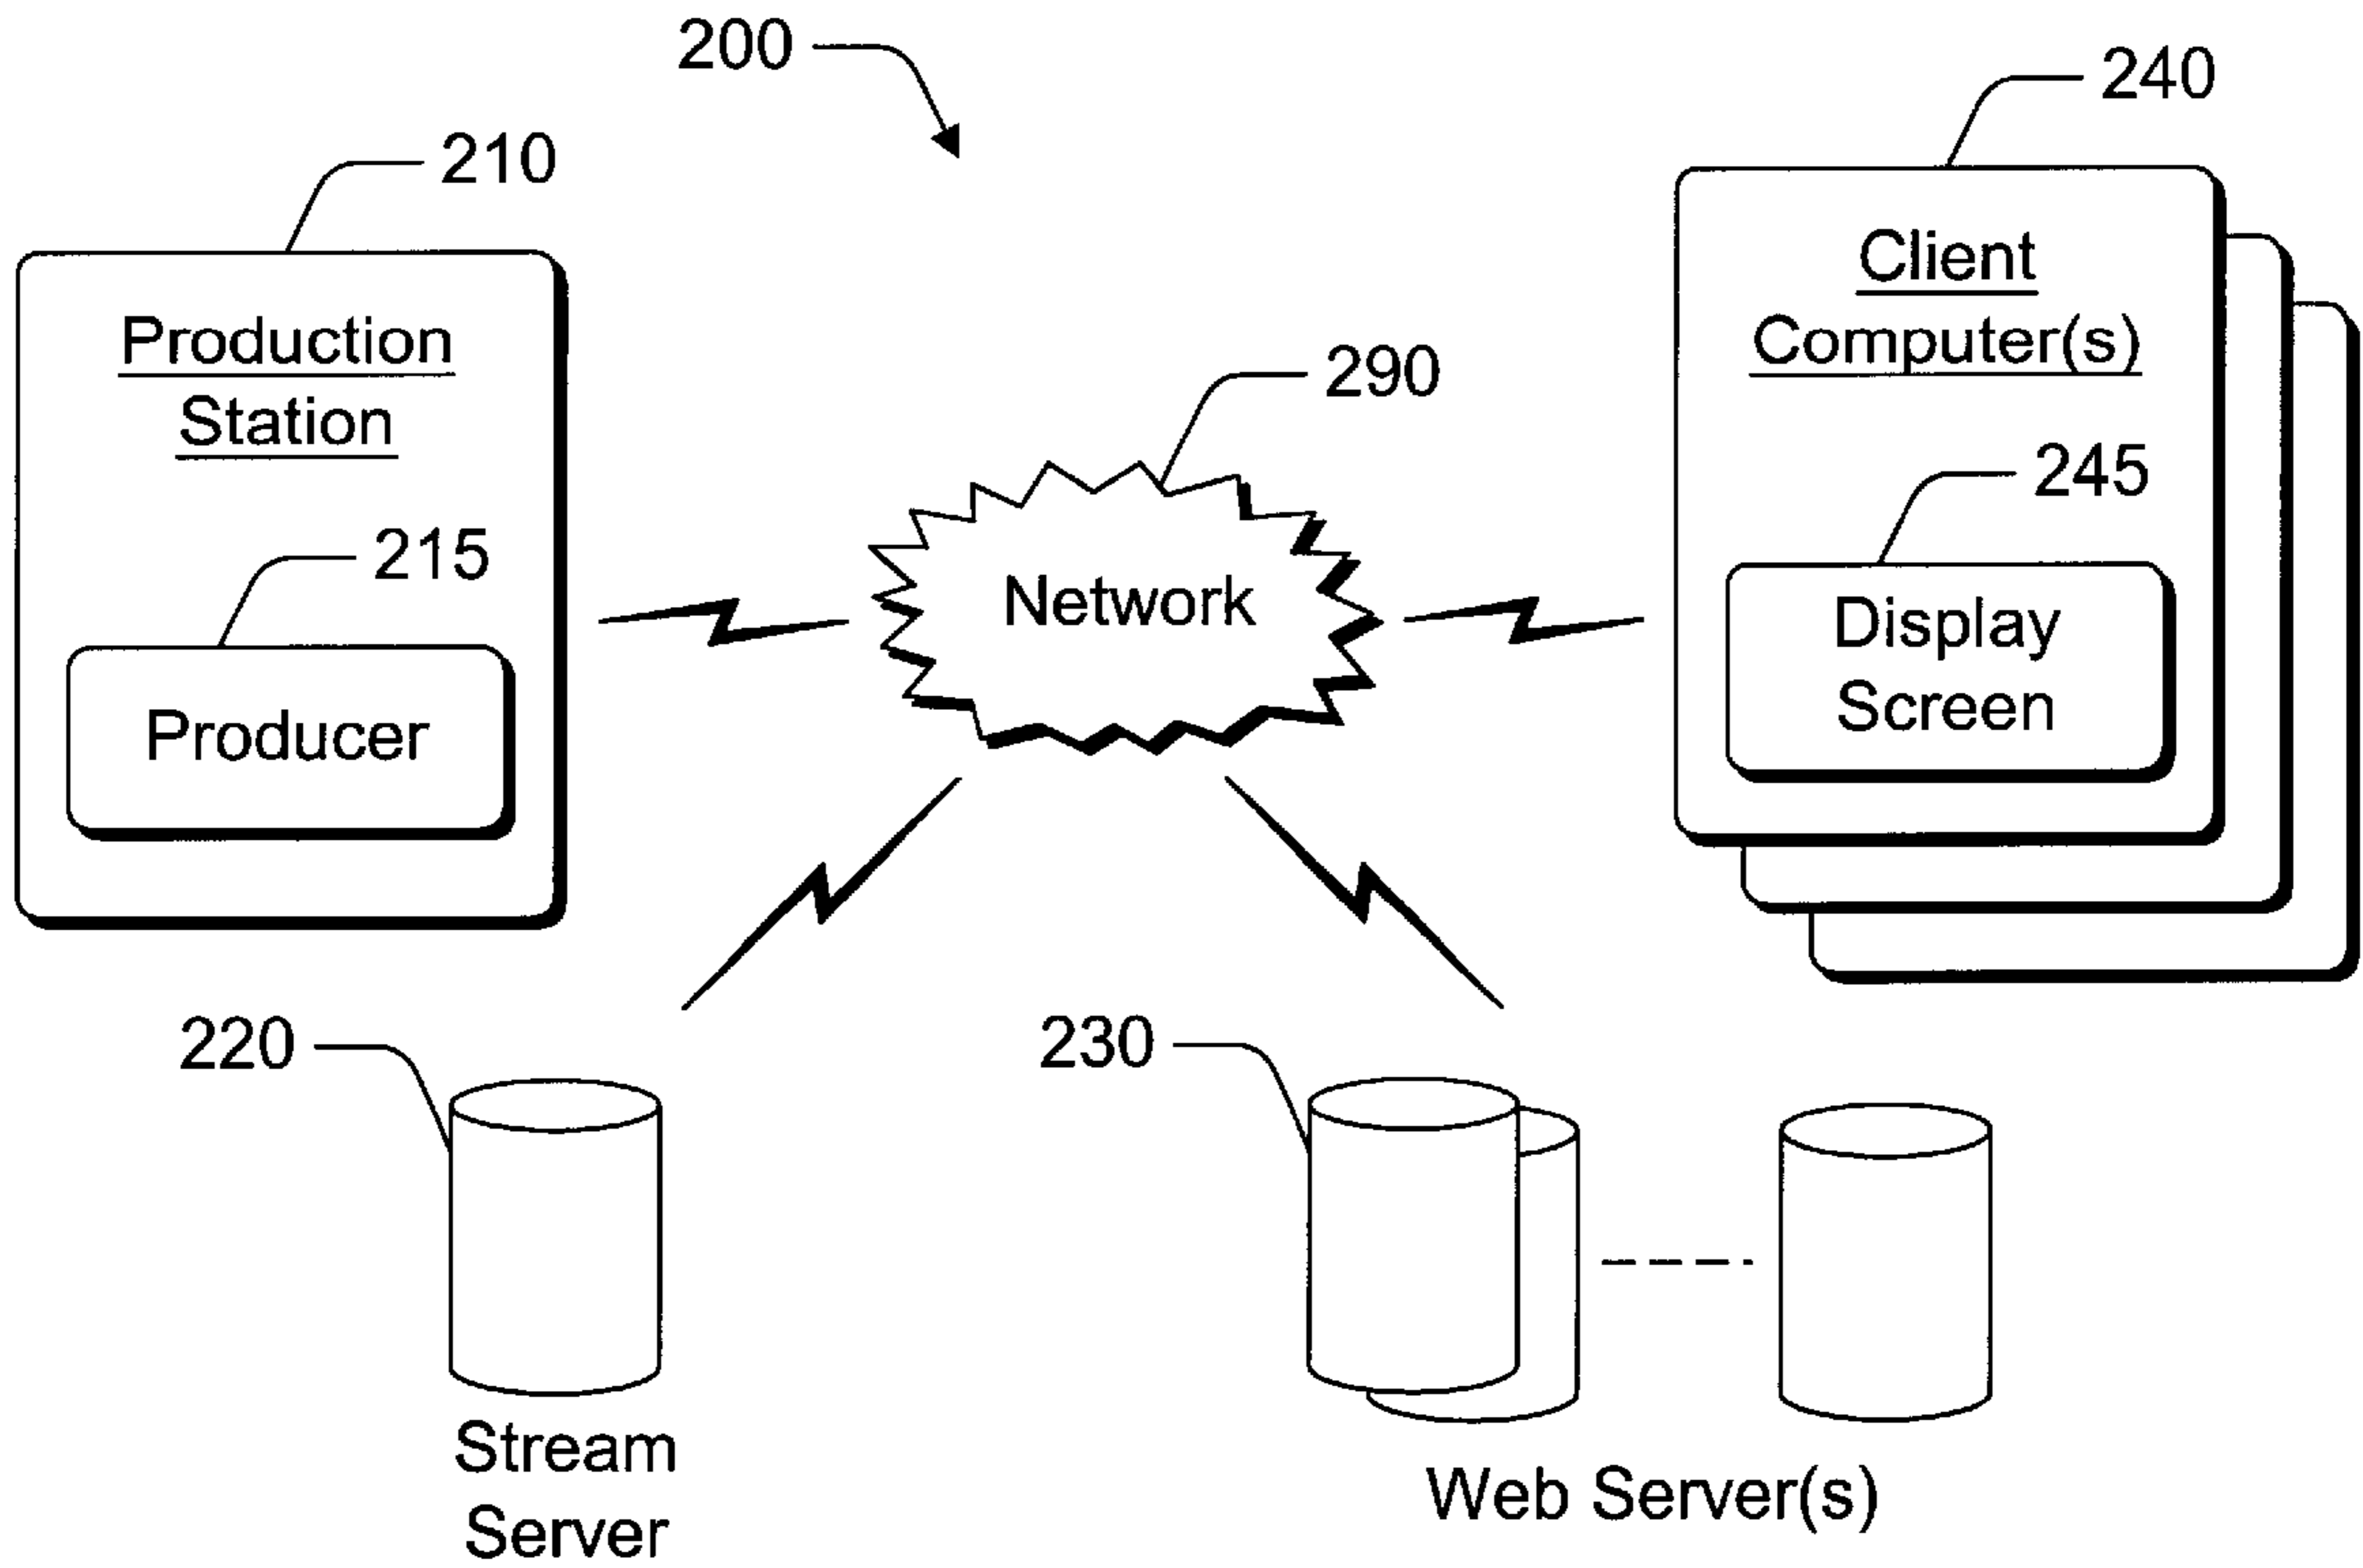 200
240
210
Client
Computer(s)
Production
Station
290
245
215
Network
Display
Screen
Producer
220
230
Stream
Server
Web Server(s)